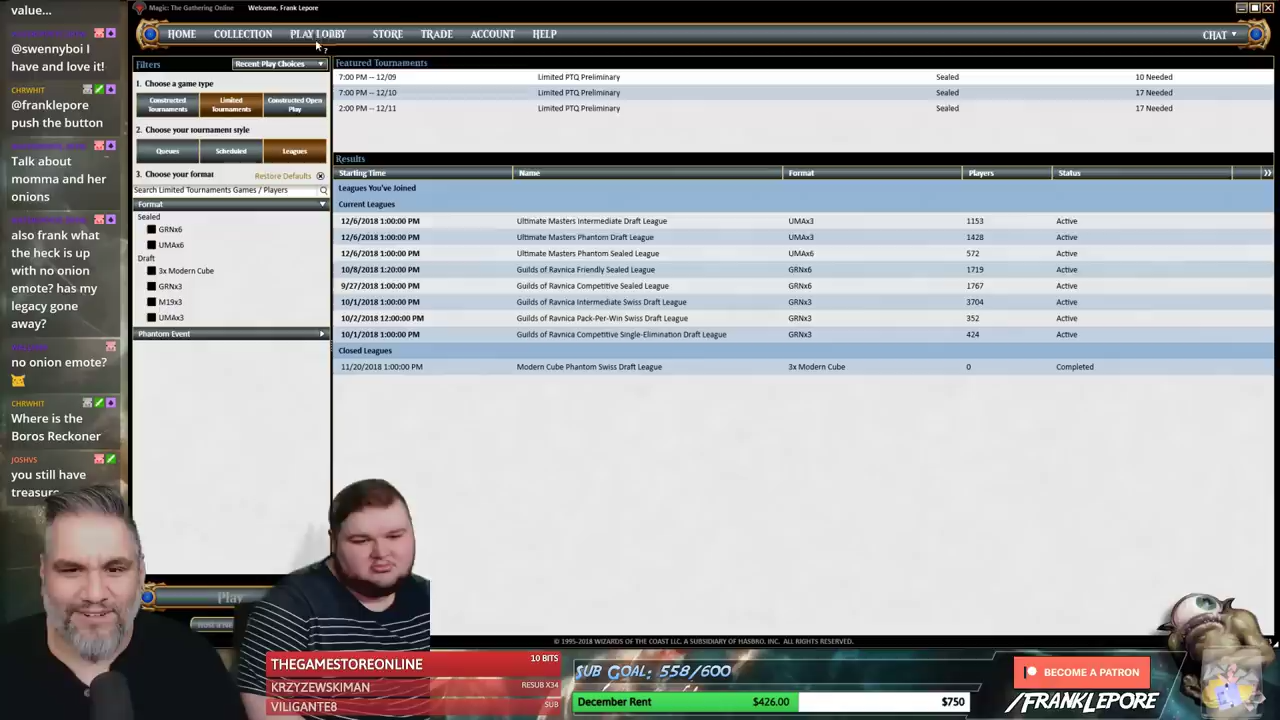 value...
@swennyboi I
have and love it!
CHRWHIT
@franklepore
push the button
Talk about
momma and her
onions
also frank what
the heck is up
with no onion
emote? has my
legacy gone
away?
no onion emote?
CHRWHIT
Where is the
Boros Reckoner
JOSHVS
you still have
treasure
Magic: The Gathering Online Welcome, Frank Lepore
HOME COLLECTION PLAY LOBBY STORE TRADE ACCOUNT HELP CHAT
Filters Recent Play Choices
1. Choose a game type
Constructed Tournaments Limited Tournaments Constructed Open Play
2. Choose your tournament style
Queues Scheduled Leagues
3. Choose your format Restore Defaults
Search Limited Tournaments Games / Players
Format
Sealed
GRNx6
UMAx6
Draft
3x Modern Cube
GRNx3
M19x3
UMAx3
Phantom Event
Play
Featured Tournaments
7:00 PM -- 12/09 Limited PTQ Preliminary Sealed 10 Needed
7:00 PM -- 12/10 Limited PTQ Preliminary Sealed 17 Needed
2:00 PM -- 12/11 Limited PTQ Preliminary Sealed 17 Needed
Results
Starting Time Name Format Players Status
Leagues You've Joined
Current Leagues
12/6/2018 1:00:00 PM Ultimate Masters Intermediate Draft League UMAx3 1153 Active
12/6/2018 1:00:00 PM Ultimate Masters Phantom Draft League UMAx3 1428 Active
12/6/2018 1:00:00 PM Ultimate Masters Phantom Sealed League UMAx6 572 Active
10/8/2018 1:20:00 PM Guilds of Ravnica Friendly Sealed League GRNx6 1719 Active
9/27/2018 1:00:00 PM Guilds of Ravnica Competitive Sealed League GRNx6 1767 Active
10/1/2018 1:00:00 PM Guilds of Ravnica Intermediate Swiss Draft League GRNx3 3704 Active
10/2/2018 12:00:00 PM Guilds of Ravnica Pack-Per-Win Swiss Draft League GRNx3 352 Active
10/1/2018 1:00:00 PM Guilds of Ravnica Competitive Single-Elimination Draft League GRNx3 424 Active
Closed Leagues
11/20/2018 1:00:00 PM Modern Cube Phantom Swiss Draft League 3x Modern Cube 0 Completed
© 1995-2018 WIZARDS OF THE COAST LLC, A SUBSIDIARY OF HASBRO, INC. ALL RIGHTS RESERVED.
THEGAMESTOREONLINE 10 BITS
KRZYZEWSKIMAN RESUB X34
VILIGANTE8 SUB
SUB GOAL: 558/600
December Rent $426.00 $750
BECOME A PATRON
/FRANKLEPORE